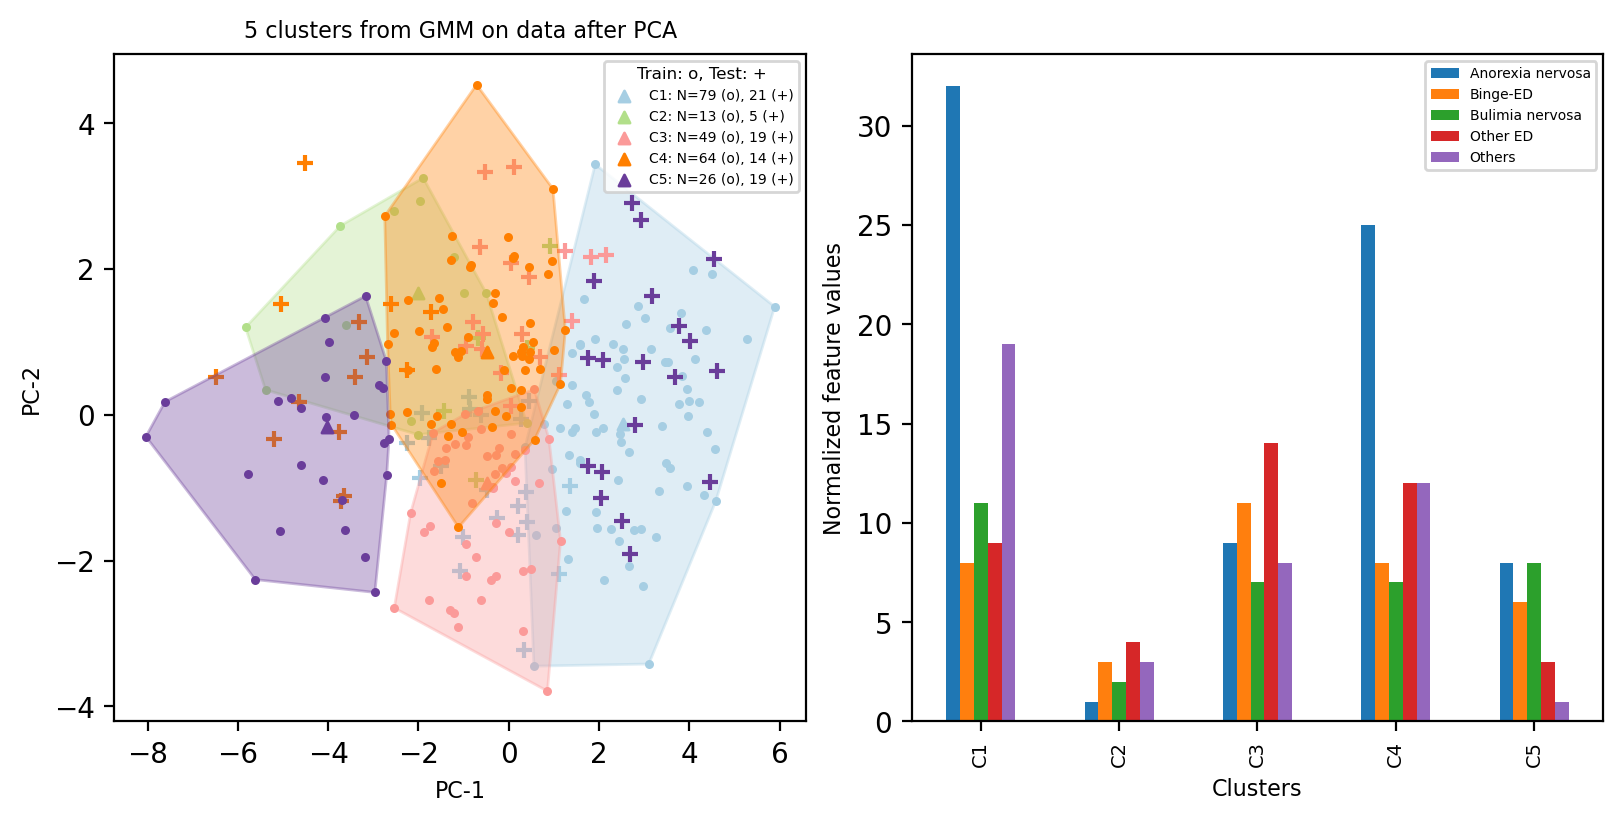 5 clusters from GMM on data after PCA
Train: o, Test: +
C1: N=79 (o), 21 (+)
C2: N=13 (o), 5 (+)
C3: N=49 (o), 19 (+)
C4: N=64 (o), 14 (+)
C5: N=26 (o), 19 (+)
PC-2
4
2
0
−2
−4
−8 −6 −4 −2 0 2 4 6
PC-1
Anorexia nervosa
Binge-ED
Bulimia nervosa
Other ED
Others
Normalized feature values
30
25
20
15
10
5
0
C1 C2 C3 C4 C5
Clusters